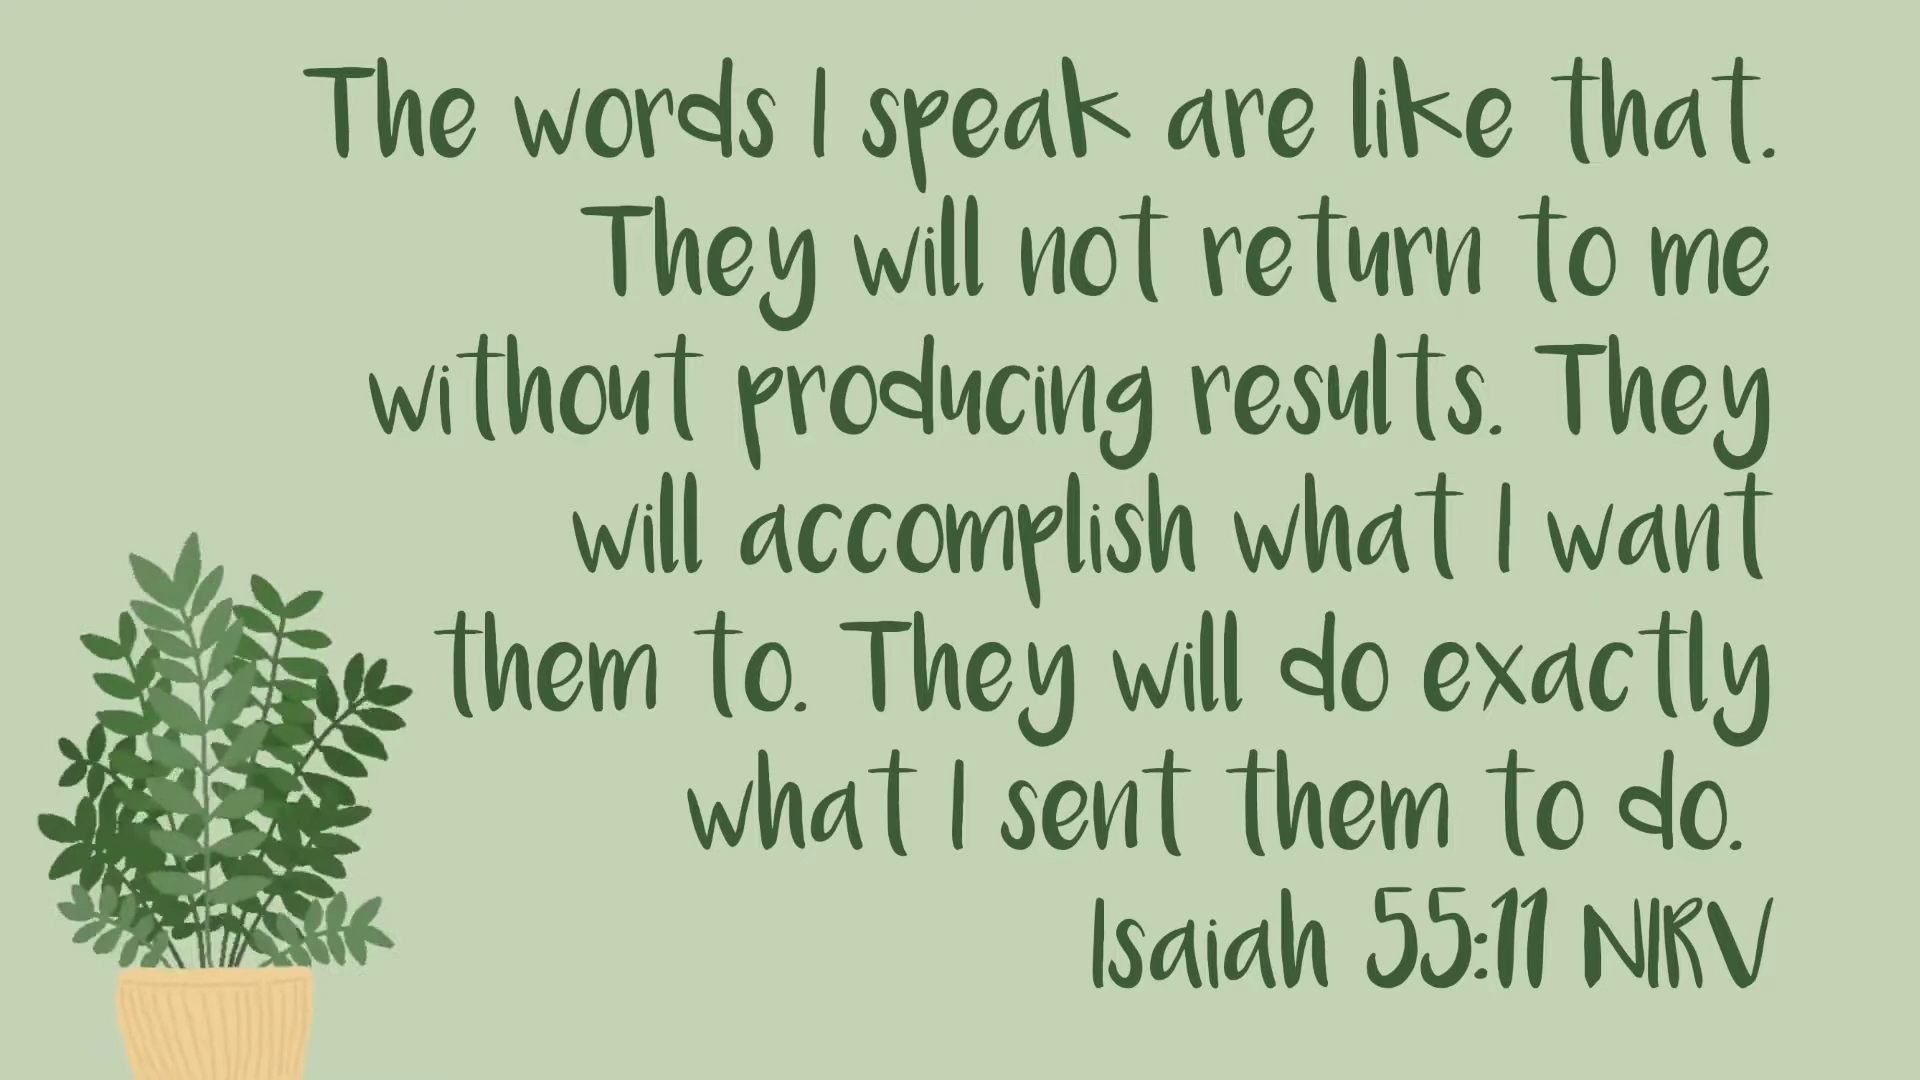 The words I speak are like that.
They will not return to me
without producing results. They
will accomplish what I want
them to. They will do exactly
what I sent them to do.
Isaiah 55:11 NIRV